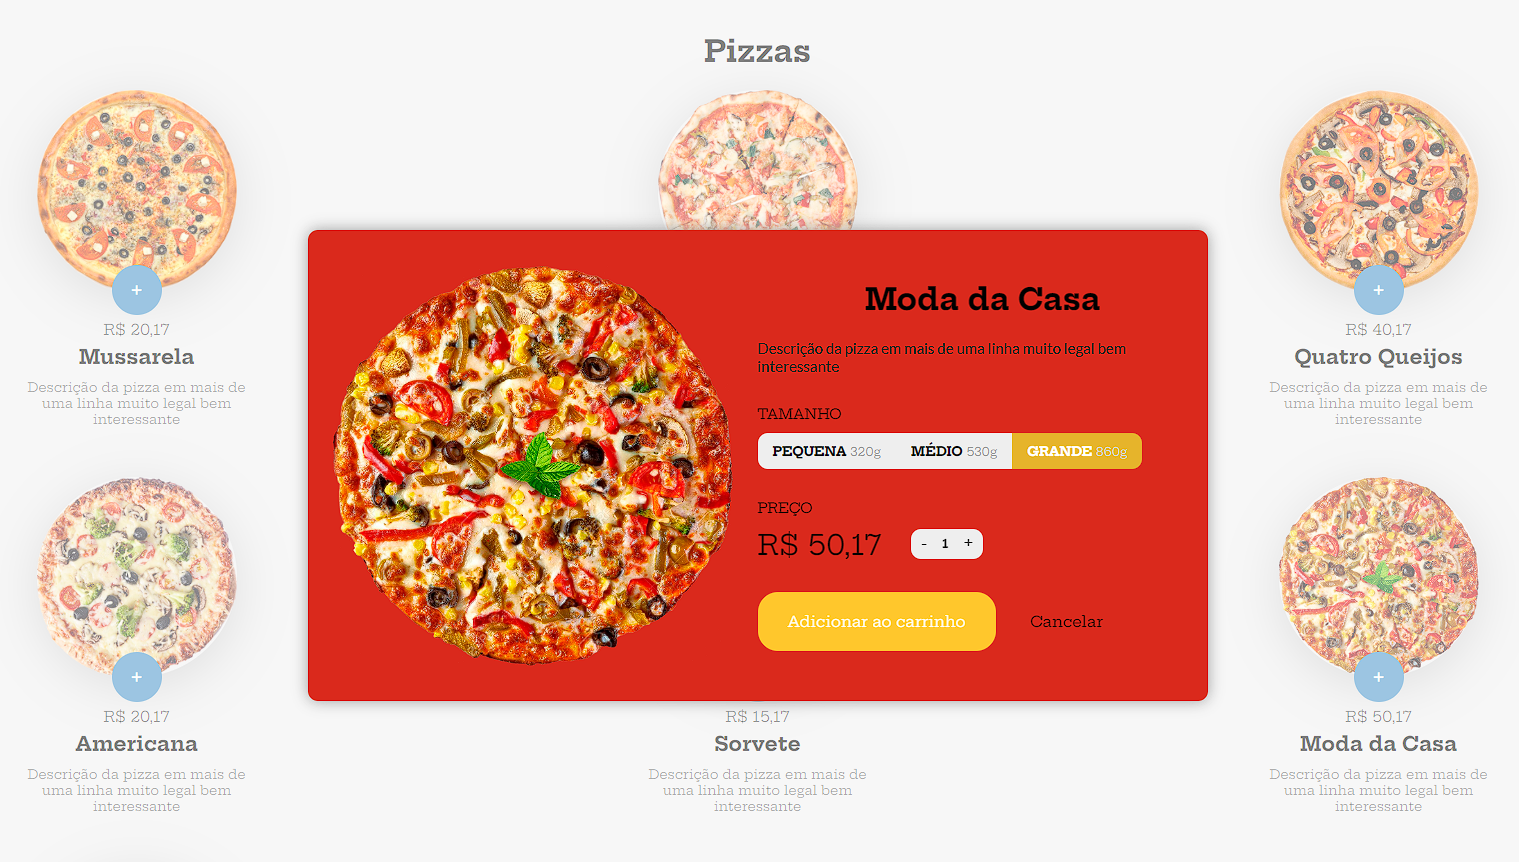 Pizzas
+
R$ 20,17
Mussarela
Descrição da pizza em mais de
uma linha muito legal bem
interessante
+
R$ 40,17
Quatro Queijos
Descrição da pizza em mais de
uma linha muito legal bem
interessante
Moda da Casa
Descrição da pizza em mais de uma linha muito legal bem
interessante
TAMANHO
PEQUENA 320g MÉDIO 530g GRANDE 860g
PREÇO
R$ 50,17 - 1 +
Adicionar ao carrinho Cancelar
+
R$ 20,17
Americana
Descrição da pizza em mais de
uma linha muito legal bem
interessante
R$ 15,17
Sorvete
Descrição da pizza em mais de
uma linha muito legal bem
interessante
+
R$ 50,17
Moda da Casa
Descrição da pizza em mais de
uma linha muito legal bem
interessante